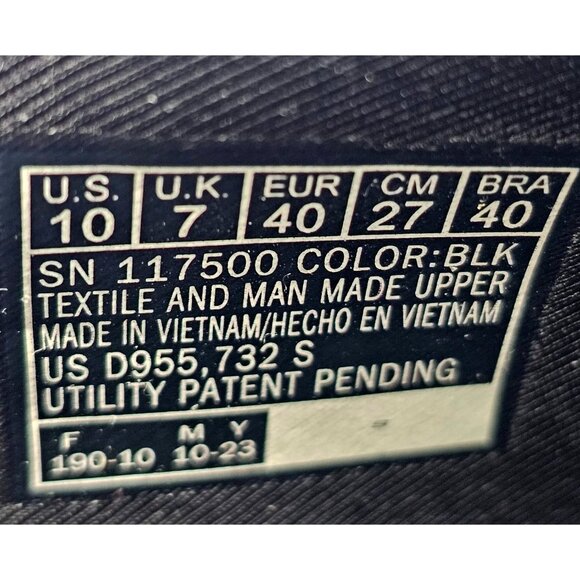 U.S. U.K. EUR CM BRA
10 7 40 27 40
SN 117500 COLOR:BLK
TEXTILE AND MAN MADE UPPER
MADE IN VIETNAM/HECHO EN VIETNAM
US D955,732 S
UTILITY PATENT PENDING
F M Y
190-10 10-23